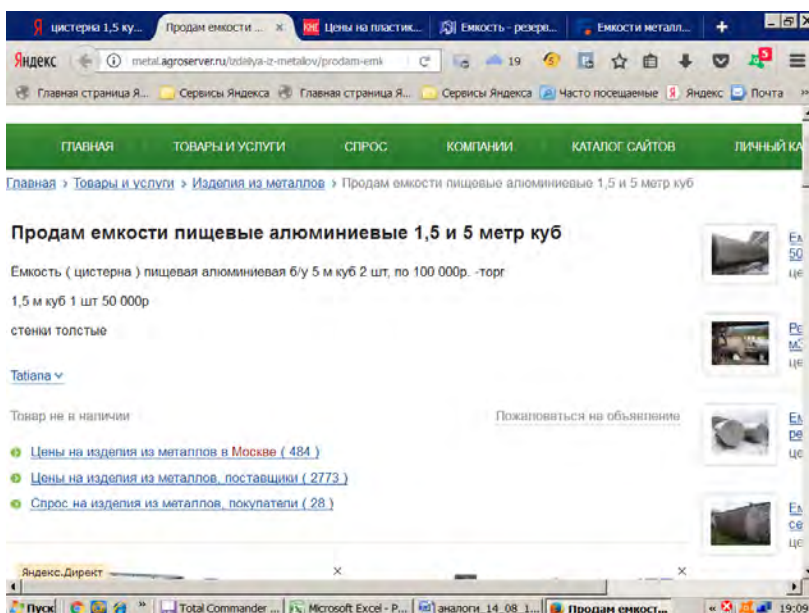 цистерна 1,5 ку... Продам емкости ... Цены на пластик... Емкость - резерв... Емкости металл...
Яндекс metal.agroserver.ru/izdalya-iz-metalov/prodam-emk 19
Главная страница Я... Сервисы Яндекса Главная страница Я... Сервисы Яндекса Часто посещаемые Яндекс Почта
ГЛАВНАЯ ТОВАРЫ И УСЛУГИ СПРОС КОМПАНИИ КАТАЛОГ САЙТОВ ЛИЧНЫЙ КА
Главная > Товары и услуги > Изделия из металлов > Продам емкости пищевые алюминиевые 1,5 и 5 метр куб
Продам емкости пищевые алюминиевые 1,5 и 5 метр куб
Емкость ( цистерна ) пищевая алюминиевая б/у 5 м куб 2 шт, по 100 000р. -торг
1,5 м куб 1 шт 50 000р
стенки толстые
Tatiana
Товар не в наличии Пожаловаться на объявление
Цены на изделия из металлов в Москве ( 484 )
Цены на изделия из металлов, поставщики ( 2773 )
Спрос на изделия из металлов, покупатели ( 28 )
Яндекс.Директ
Пуск Total Commander ... Microsoft Excel - P... аналоги_14_08_1... Продам емкост... 19:09